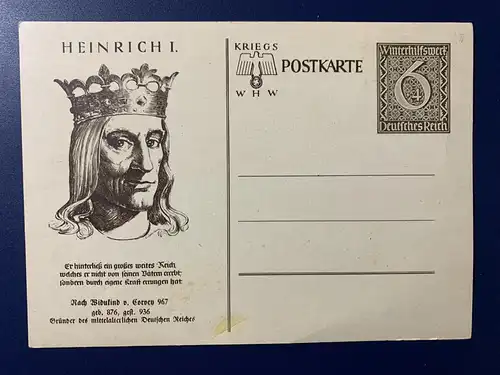 HEINRICH I.
Er hinterließ ein großes weites Reich,
welches er nicht von seinen Vätern ererbt,
sondern durch eigene Kraft errungen hat
Nach Widukind v. Corvey 967
geb. 876, gest. 936
Gründer des mittelalterlichen Deutschen Reiches
KRIEGS
WHW
POSTKARTE
Winterhilfswerk
6
Deutsches Reich